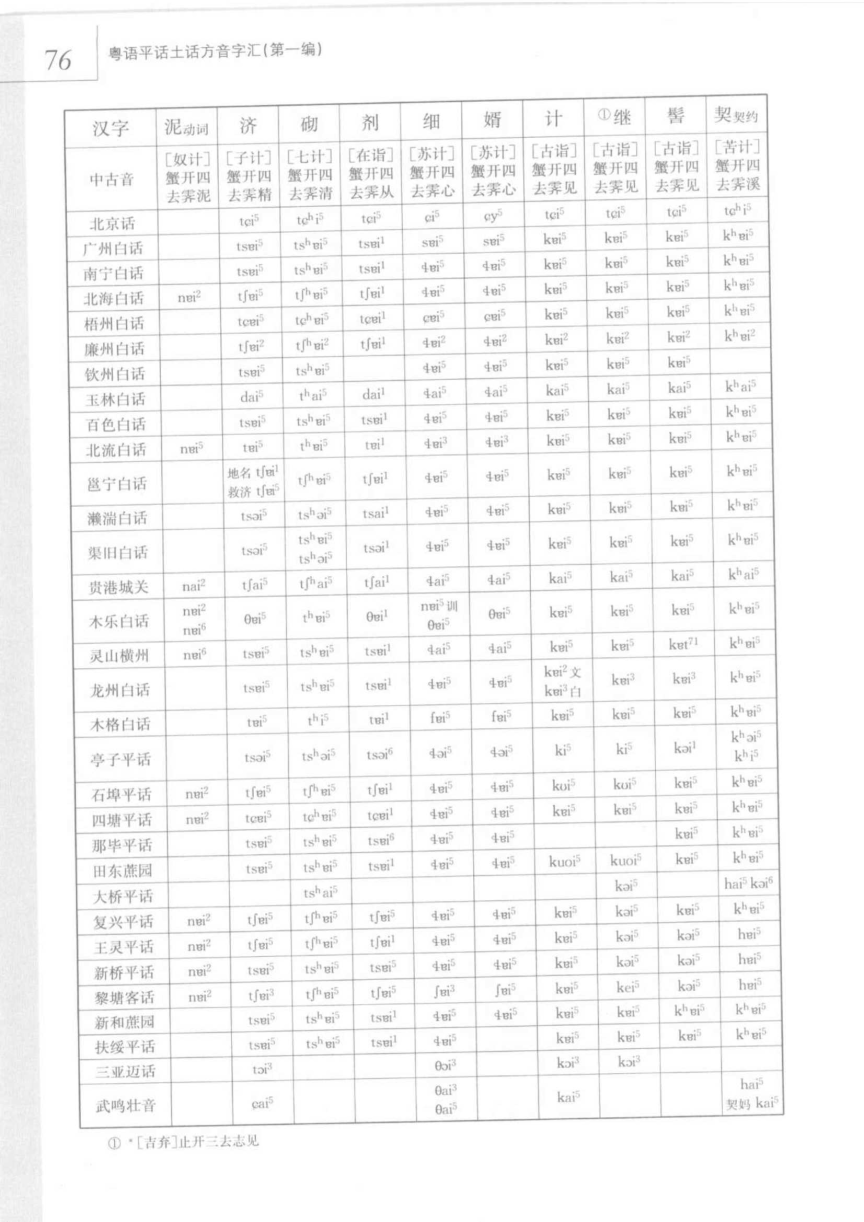 76
粤语平话土话方音字汇(第一编)
汉字 泥动词 济 砌 剂 细 婿 计 ①继 髻 契契约
中古音 [奴计]蟹开四去霁泥 [子计]蟹开四去霁精 [七计]蟹开四去霁清 [在诣]蟹开四去霁从 [苏计]蟹开四去霁心 [苏计]蟹开四去霁心 [古诣]蟹开四去霁见 [古诣]蟹开四去霁见 [古诣]蟹开四去霁见 [苦计]蟹开四去霁溪
北京话 tɕi⁵ tɕʰi⁵ tɕi⁵ ɕi⁵ ɕy⁵ tɕi⁵ tɕi⁵ tɕi⁵ tɕʰi⁵
广州白话 tsɐi⁵ tsʰɐi⁵ tsɐi¹ sɐi⁵ sɐi⁵ kɐi⁵ kɐi⁵ kɐi⁵ kʰɐi⁵
南宁白话 tsɐi⁵ tsʰɐi⁵ tsɐi¹ ɬɐi⁵ ɬɐi⁵ kɐi⁵ kɐi⁵ kɐi⁵ kʰɐi⁵
北海白话 nɐi² tʃɐi⁵ tʃʰɐi⁵ tʃɐi¹ ɬɐi⁵ ɬɐi⁵ kɐi⁵ kɐi⁵ kɐi⁵ kʰɐi⁵
梧州白话 tɕɐi⁵ tɕʰɐi⁵ tɕɐi¹ ɕɐi⁵ ɕɐi⁵ kɐi⁵ kɐi⁵ kɐi⁵ kʰɐi⁵
廉州白话 tʃɐi² tʃʰɐi² tʃɐi¹ ɬɐi² ɬɐi² kɐi² kɐi² kɐi² kʰɐi²
钦州白话 tsɐi⁵ tsʰɐi⁵ ɬɐi⁵ ɬɐi⁵ kɐi⁵ kɐi⁵ kɐi⁵
玉林白话 dai⁵ tʰai⁵ dai¹ ɬai⁵ ɬai⁵ kai⁵ kai⁵ kai⁵ kʰai⁵
百色白话 tsɐi⁵ tsʰɐi⁵ tsɐi¹ ɬɐi⁵ ɬɐi⁵ kɐi⁵ kɐi⁵ kɐi⁵ kʰɐi⁵
北流白话 nɐi⁵ tɐi⁵ tʰɐi⁵ tɐi¹ ɬɐi³ ɬɐi³ kɐi⁵ kɐi⁵ kɐi⁵ kʰɐi⁵
邕宁白话 地名 tʃɐi¹ 救济 tʃɐi⁵ tʃʰɐi⁵ tʃɐi¹ ɬɐi⁵ ɬɐi⁵ kɐi⁵ kɐi⁵ kɐi⁵ kʰɐi⁵
濑湍白话 tsəi⁵ tsʰəi⁵ tsai¹ ɬɐi⁵ ɬɐi⁵ kɐi⁵ kɐi⁵ kɐi⁵ kʰɐi⁵
渠旧白话 tsəi⁵ tsʰɐi⁵ tsʰəi⁵ tsəi¹ ɬɐi⁵ ɬɐi⁵ kɐi⁵ kɐi⁵ kɐi⁵ kʰɐi⁵
贵港城关 nai² tʃai⁵ tʃʰai⁵ tʃai¹ ɬai⁵ ɬai⁵ kai⁵ kai⁵ kai⁵ kʰai⁵
木乐白话 nɐi² nɐi⁶ θɐi⁵ tʰɐi⁵ θɐi¹ nɐi⁵ 训 θɐi⁵ θɐi⁵ kɐi⁵ kɐi⁵ kɐi⁵ kʰɐi⁵
灵山横州 nɐi⁶ tsɐi⁵ tsʰɐi⁵ tsɐi¹ ɬai⁵ ɬai⁵ kɐi⁵ kɐi⁵ kɐt⁷¹ kʰɐi⁵
龙州白话 tsɐi⁵ tsʰɐi⁵ tsɐi¹ ɬɐi⁵ ɬɐi⁵ kɐi² 文 kɐi³ 白 kɐi³ kɐi³ kʰɐi⁵
木格白话 tɐi⁵ tʰi⁵ tɐi¹ fɐi⁵ fɐi⁵ kɐi⁵ kɐi⁵ kɐi⁵ kʰɐi⁵
亭子平话 tsəi⁵ tsʰəi⁵ tsəi⁶ ɬəi⁵ ɬəi⁵ ki⁵ ki⁵ kəi¹ kʰəi⁵ kʰi⁵
石埠平话 nɐi² tʃɐi⁵ tʃʰɐi⁵ tʃɐi¹ ɬɐi⁵ ɬɐi⁵ kʊi⁵ kʊi⁵ kɐi⁵ kʰɐi⁵
四塘平话 nɐi² tɕɐi⁵ tɕʰɐi⁵ tɕɐi¹ ɬɐi⁵ ɬɐi⁵ kɐi⁵ kɐi⁵ kɐi⁵ kʰɐi⁵
那毕平话 tsɐi⁵ tsʰɐi⁵ tsɐi⁶ ɬɐi⁵ ɬɐi⁵ kɐi⁵ kʰɐi⁵
田东蔗园 tsɐi⁵ tsʰɐi⁵ tsɐi¹ ɬɐi⁵ ɬɐi⁵ kuoi⁵ kuoi⁵ kɐi⁵ kʰɐi⁵
大桥平话 tsʰai⁵ kəi⁵ hai⁵ kəi⁶
复兴平话 nɐi² tʃɐi⁵ tʃʰɐi⁵ tʃɐi⁵ ɬɐi⁵ ɬɐi⁵ kɐi⁵ kəi⁵ kɐi⁵ kʰɐi⁵
王灵平话 nɐi² tʃɐi⁵ tʃʰɐi⁵ tʃɐi¹ ɬɐi⁵ ɬɐi⁵ kɐi⁵ kəi⁵ kəi⁵ hɐi⁵
新桥平话 nɐi² tsɐi⁵ tsʰɐi⁵ tsɐi⁵ ɬɐi⁵ ɬɐi⁵ kɐi⁵ kəi⁵ kəi⁵ hɐi⁵
黎塘客话 nɐi² tʃɐi³ tʃʰɐi⁵ tʃɐi⁵ ʃɐi³ ʃɐi⁵ kɐi⁵ kei⁵ kəi⁵ hɐi⁵
新和蔗园 tsɐi⁵ tsʰɐi⁵ tsɐi¹ ɬɐi⁵ ɬɐi⁵ kɐi⁵ kɐi⁵ kʰɐi⁵ kʰɐi⁵
扶绥平话 tsɐi⁵ tsʰɐi⁵ tsɐi¹ ɬɐi⁵ kɐi⁵ kɐi⁵ kɐi⁵ kʰɐi⁵
三亚迈话 tɔi³ θɔi³ kɔi³ kɔi³
武鸣壮音 ɕai⁵ θai³ θai⁵ kai⁵ hai⁵ 契妈 kai⁵
① *[吉弃]止开三去志见